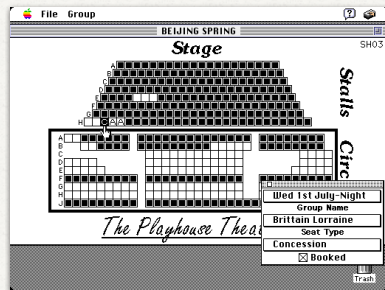 File Group
BEIJING SPRING
Stage
SH03
Stalls
A
B
C
D
E
F
G
H
C A A
A
B
C
D
E
F
G
H
J
Circ
The Playhouse Thea
Wed 1st July-Night
Group Name
Brittain Lorraine
Seat Type
Concession
Booked
Trash